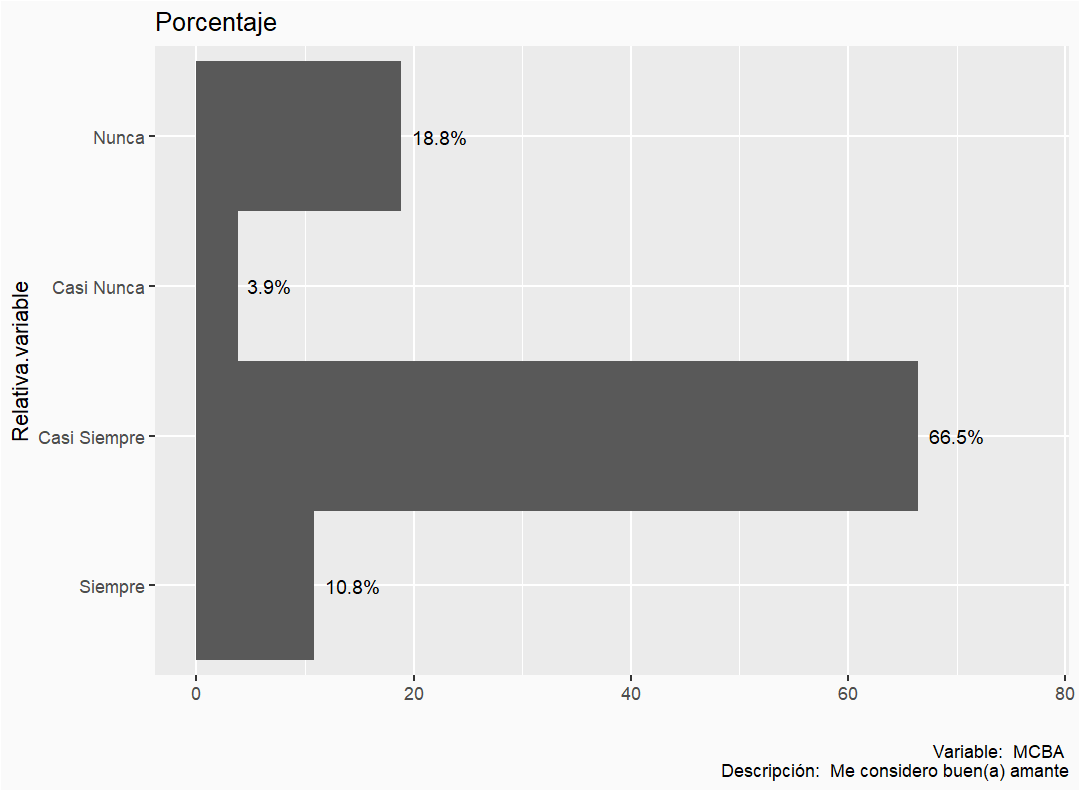 Porcentaje
Nunca
18.8%
Casi Nunca
3.9%
Relativa.variable
Casi Siempre
66.5%
Siempre
10.8%
0 20 40 60 80
Variable:  MCBA
Descripción:  Me considero buen(a) amante